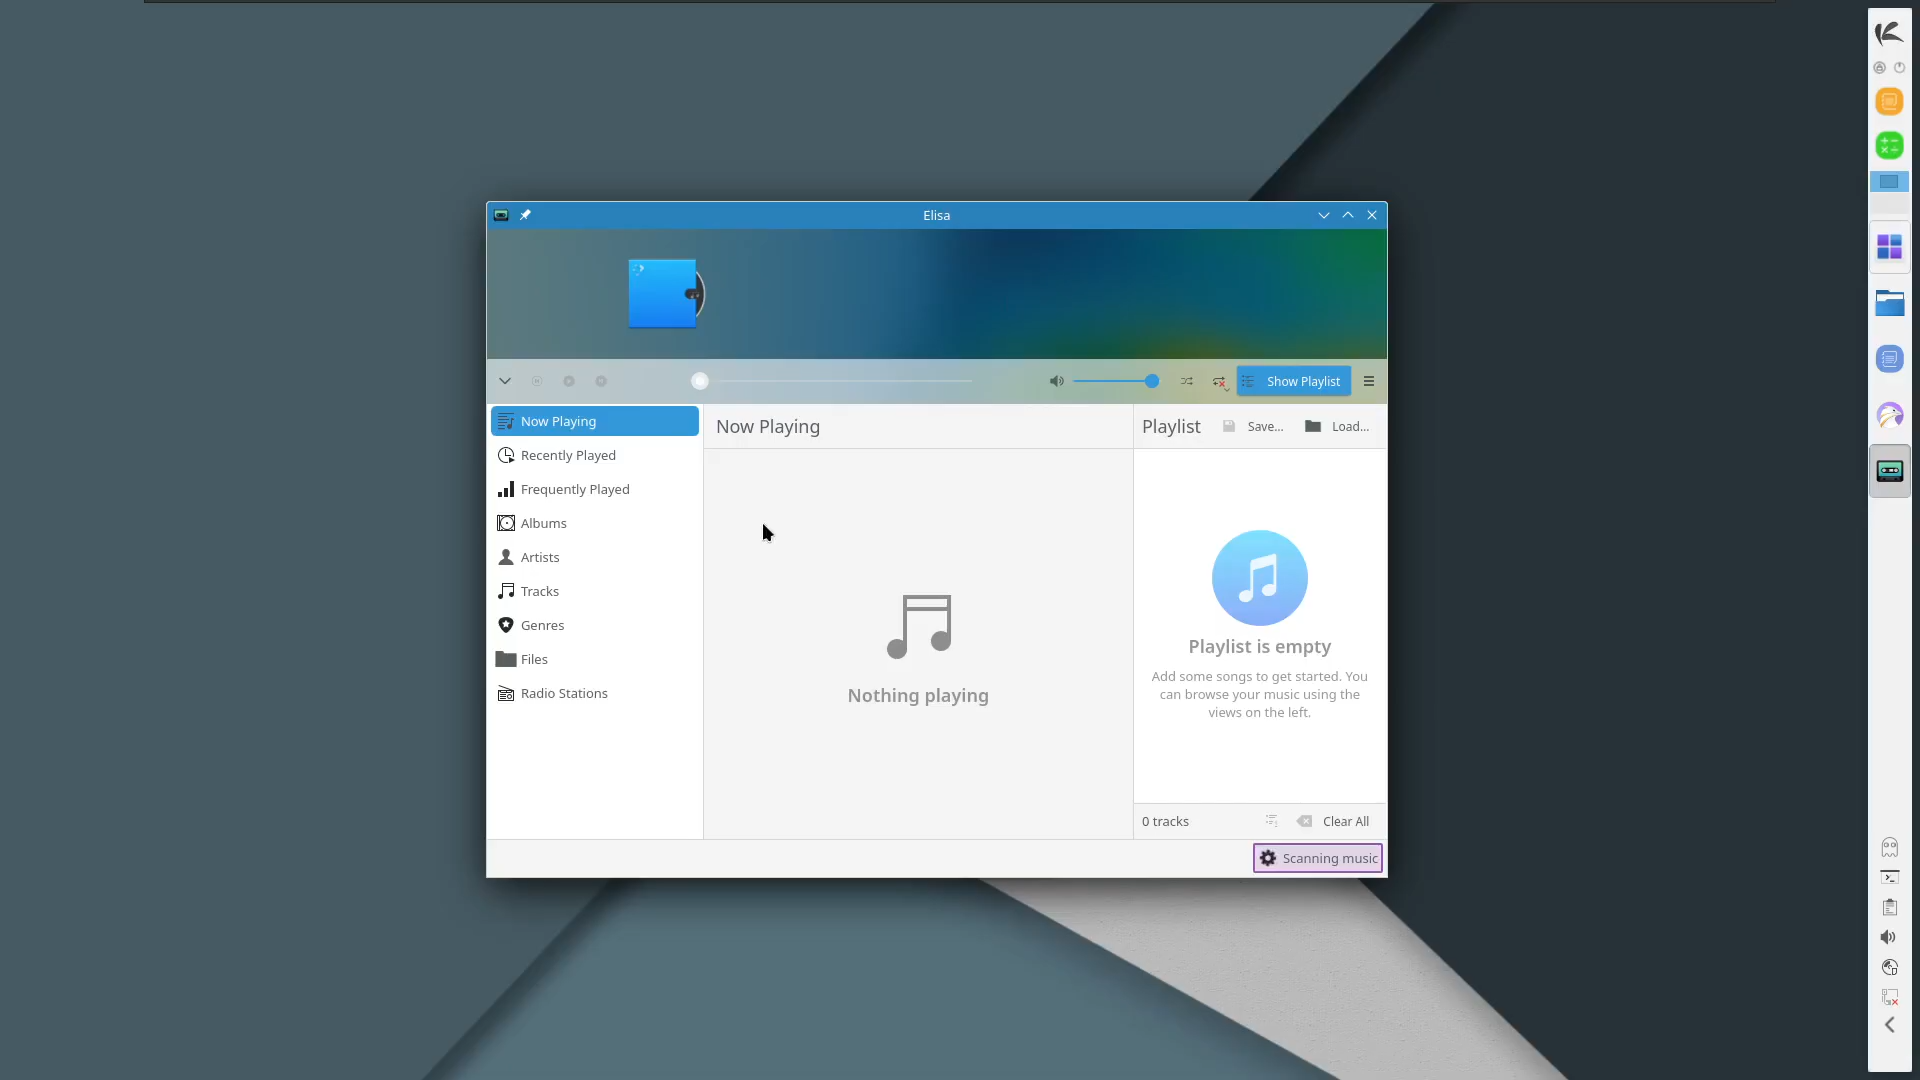 Elisa
Show Playlist
Now Playing
Recently Played
Frequently Played
Albums
Artists
Tracks
Genres
Files
Radio Stations
Now Playing
Nothing playing
Playlist
Save...
Load...
Playlist is empty
Add some songs to get started. You
can browse your music using the
views on the left.
0 tracks
Clear All
Scanning music